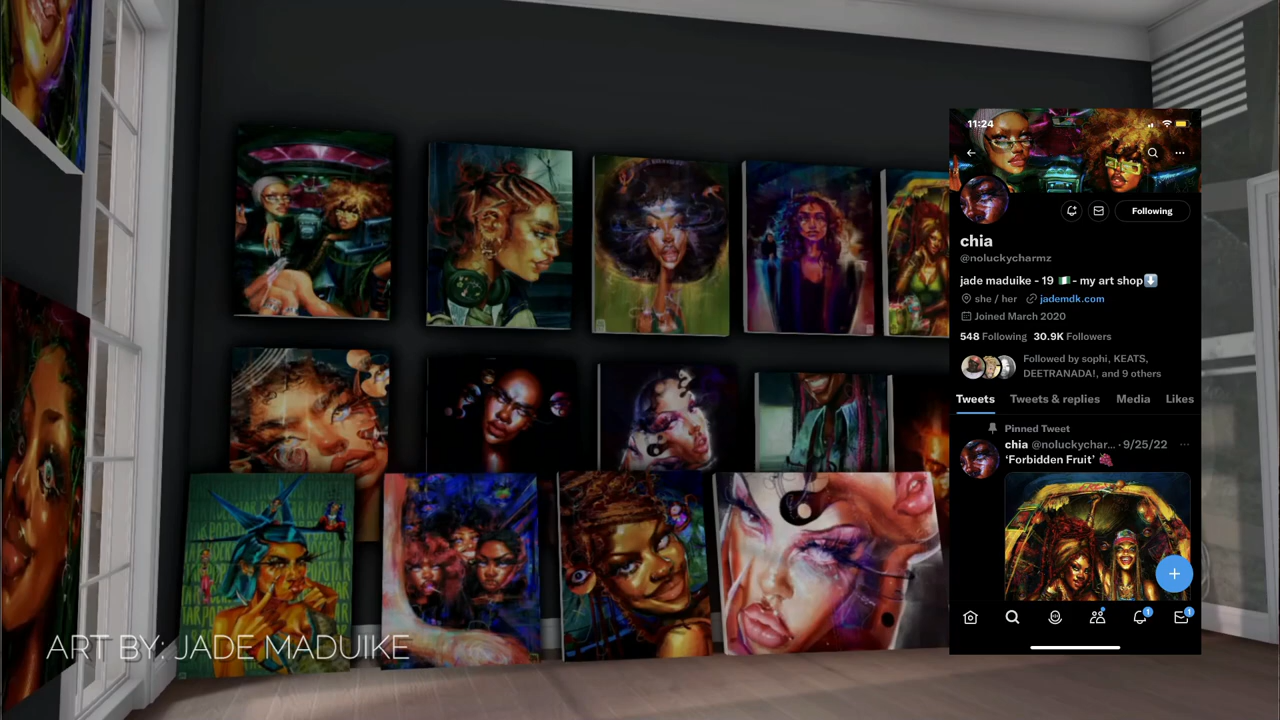 11:24
Following
chia
@noluckycharmz
jade maduike - 19 🇳🇬 - my art shop⬇️
she / her jademdk.com
Joined March 2020
548 Following 30.9K Followers
Followed by sophi, KEATS,
DEETRANADA!, and 9 others
Tweets Tweets & replies Media Likes
Pinned Tweet
chia @noluckychar... · 9/25/22
‘Forbidden Fruit’ 🍇
1 1
ART BY: JADE MADUIKE